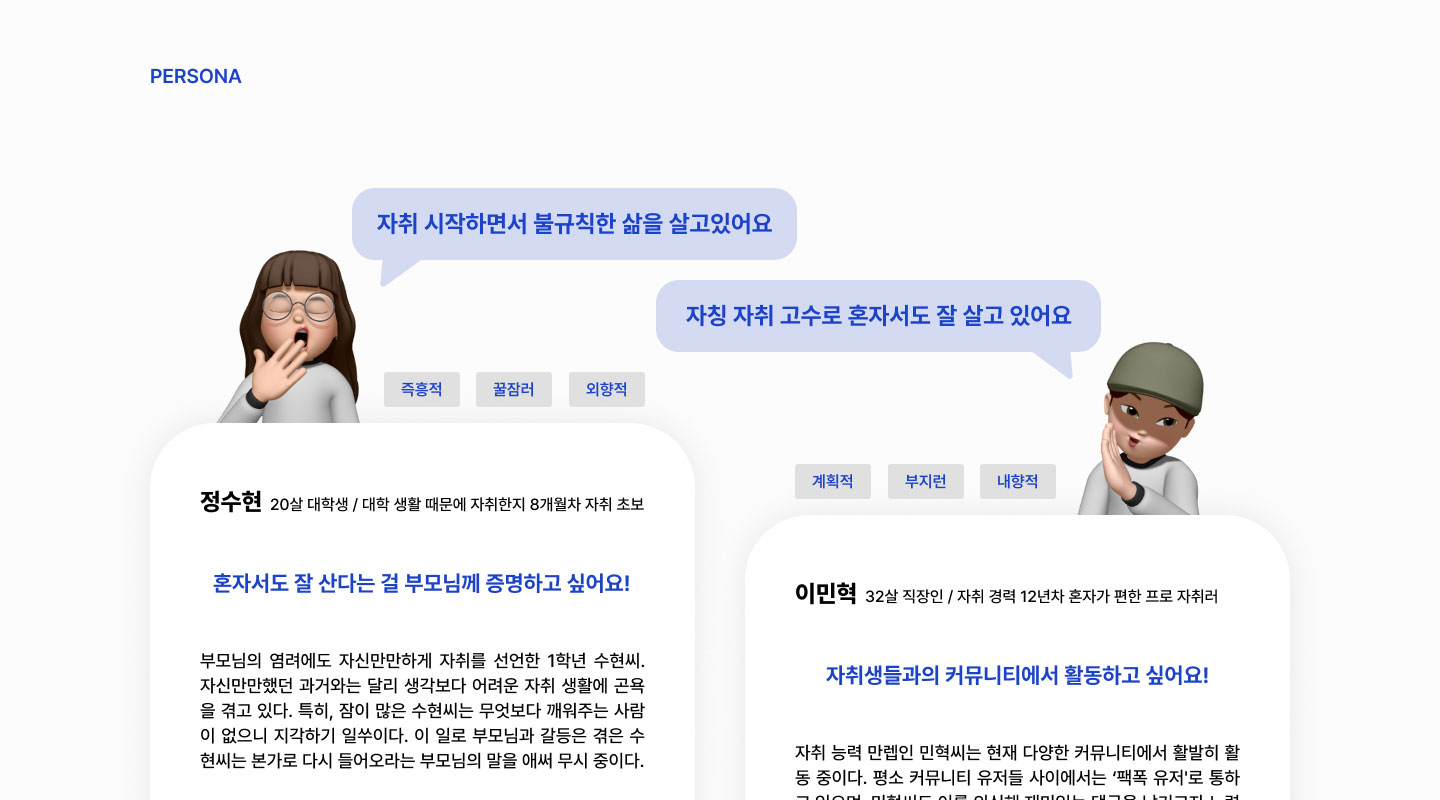 PERSONA
자취 시작하면서 불규칙한 삶을 살고있어요
자칭 자취 고수로 혼자서도 잘 살고 있어요
즉흥적 꿀잠러 외향적
정수현 20살 대학생 / 대학 생활 때문에 자취한지 8개월차 자취 초보
혼자서도 잘 산다는 걸 부모님께 증명하고 싶어요!
부모님의 염려에도 자신만만하게 자취를 선언한 1학년 수현씨.
자신만만했던 과거와는 달리 생각보다 어려운 자취 생활에 곤욕
을 겪고 있다. 특히, 잠이 많은 수현씨는 무엇보다 깨워주는 사람
이 없으니 지각하기 일쑤이다. 이 일로 부모님과 갈등은 겪은 수
현씨는 본가로 다시 들어오라는 부모님의 말을 애써 무시 중이다.
계획적 부지런 내향적
이민혁 32살 직장인 / 자취 경력 12년차 혼자가 편한 프로 자취러
자취생들과의 커뮤니티에서 활동하고 싶어요!
자취 능력 만렙인 민혁씨는 현재 다양한 커뮤니티에서 활발히 활
동 중이다. 평소 커뮤니티 유저들 사이에서는 ‘팩폭 유저'로 통하